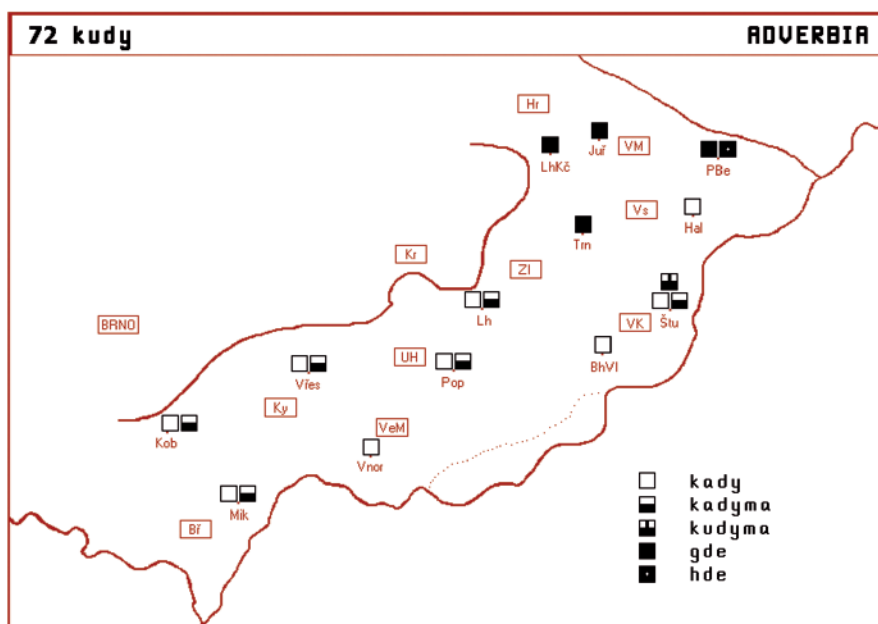 72 kudy ADVERBIA
Hr
Juř
VM
LhKč
PBe
Vs
Hal
Trn
Kr
Zl
Lh
BRNO
VK
Štu
UH
BhVl
Vřes
Pop
Ky
VeM
Kob
Vnor
Mik
Bř
kady
kadyma
kudyma
gde
hde